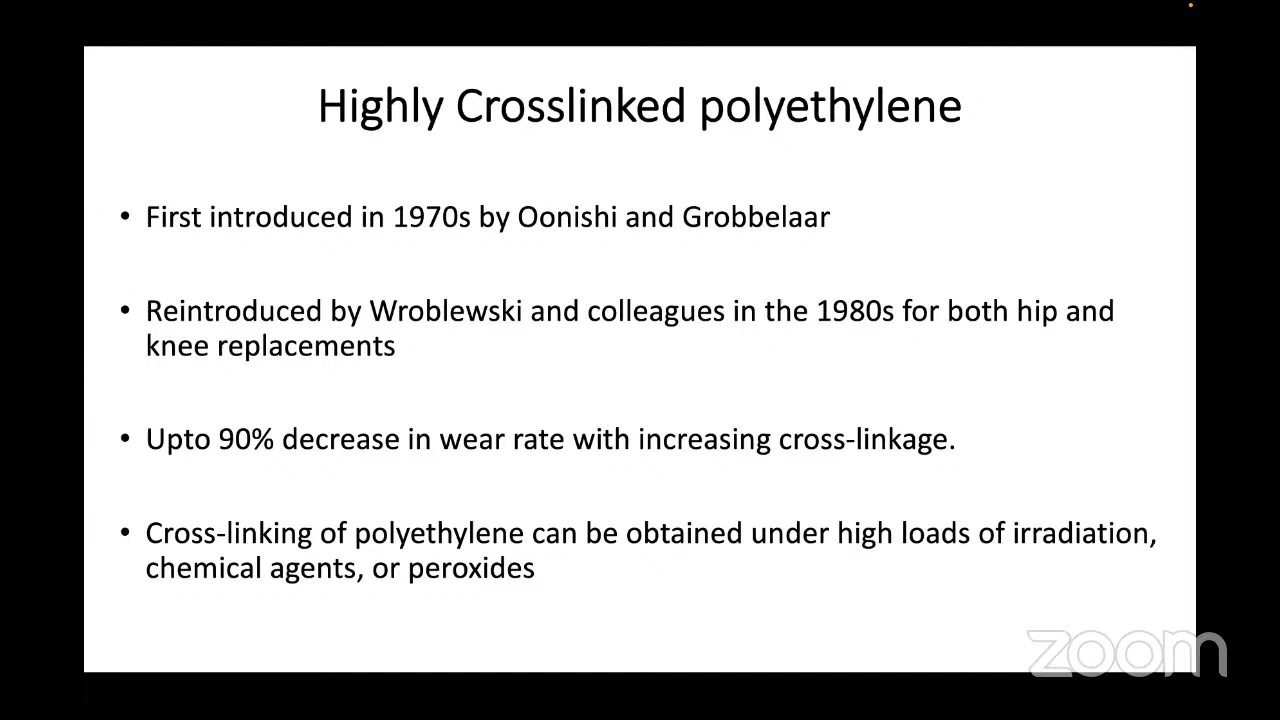 Highly Crosslinked polyethylene
• First introduced in 1970s by Oonishi and Grobbelaar
• Reintroduced by Wroblewski and colleagues in the 1980s for both hip and
knee replacements
• Upto 90% decrease in wear rate with increasing cross-linkage.
• Cross-linking of polyethylene can be obtained under high loads of irradiation,
chemical agents, or peroxides
zoom